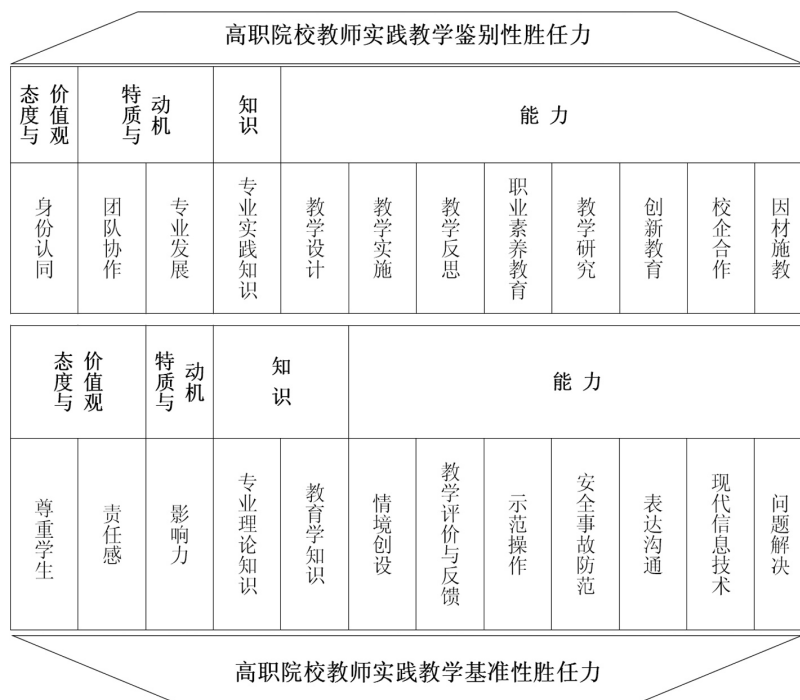 高职院校教师实践教学鉴别性胜任力
态度与价值观
特质与动机
知识
能力
身份认同
团队协作
专业发展
专业实践知识
教学设计
教学实施
教学反思
职业素养教育
教学研究
创新教育
校企合作
因材施教
态度与价值观
特质与动机
知识
能力
尊重学生
责任感
影响力
专业理论知识
教育学知识
情境创设
教学评价与反馈
示范操作
安全事故防范
表达沟通
现代信息技术
问题解决
高职院校教师实践教学基准性胜任力